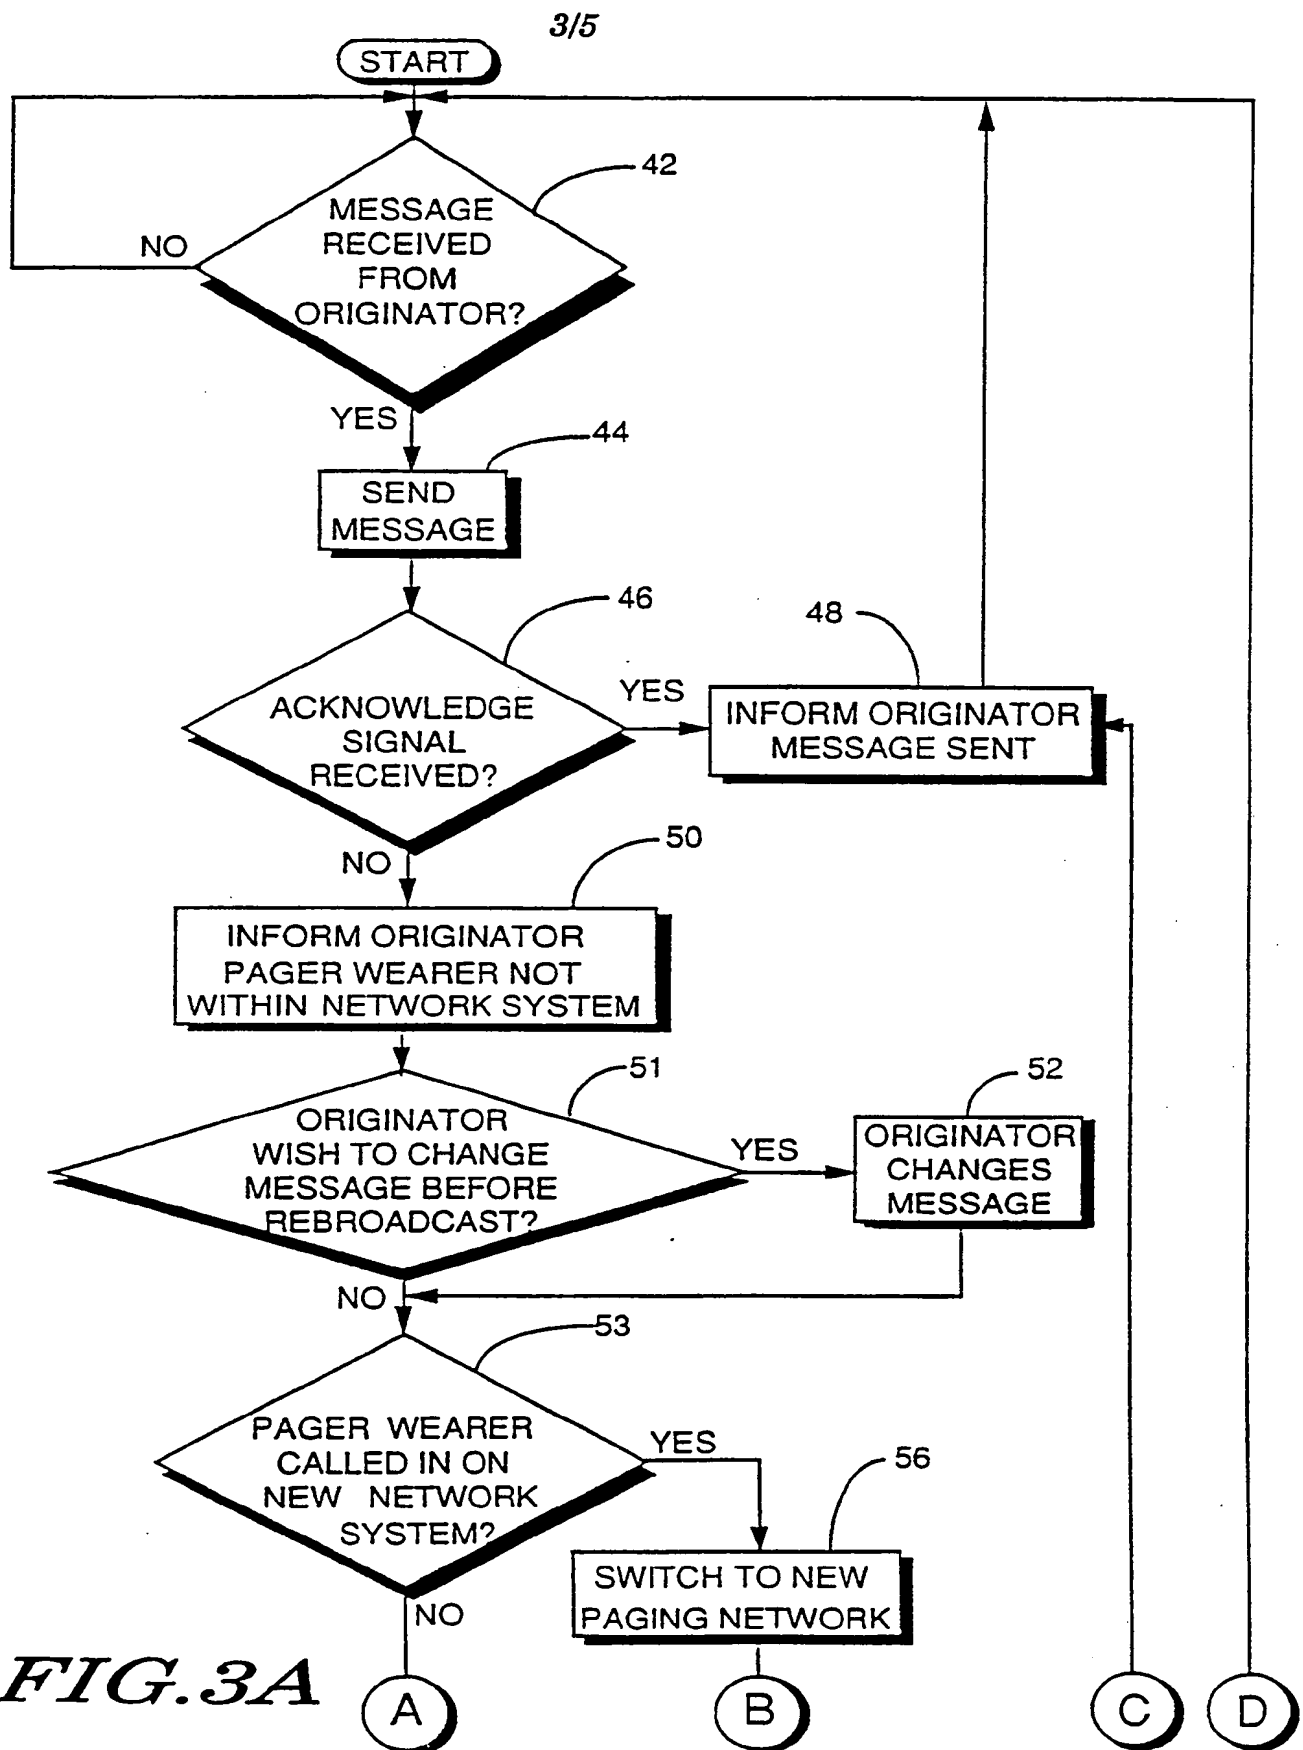 3/5
START
42
MESSAGE
RECEIVED
FROM
ORIGINATOR?
NO
YES
44
SEND
MESSAGE
46
ACKNOWLEDGE
SIGNAL
RECEIVED?
YES
48
INFORM ORIGINATOR
MESSAGE SENT
NO
50
INFORM ORIGINATOR
PAGER WEARER NOT
WITHIN NETWORK SYSTEM
51
ORIGINATOR
WISH TO CHANGE
MESSAGE BEFORE
REBROADCAST?
YES
52
ORIGINATOR
CHANGES
MESSAGE
NO
53
PAGER WEARER
CALLED IN ON
NEW NETWORK
SYSTEM?
YES
56
SWITCH TO NEW
PAGING NETWORK
NO
FIG.3A
A
B
C
D